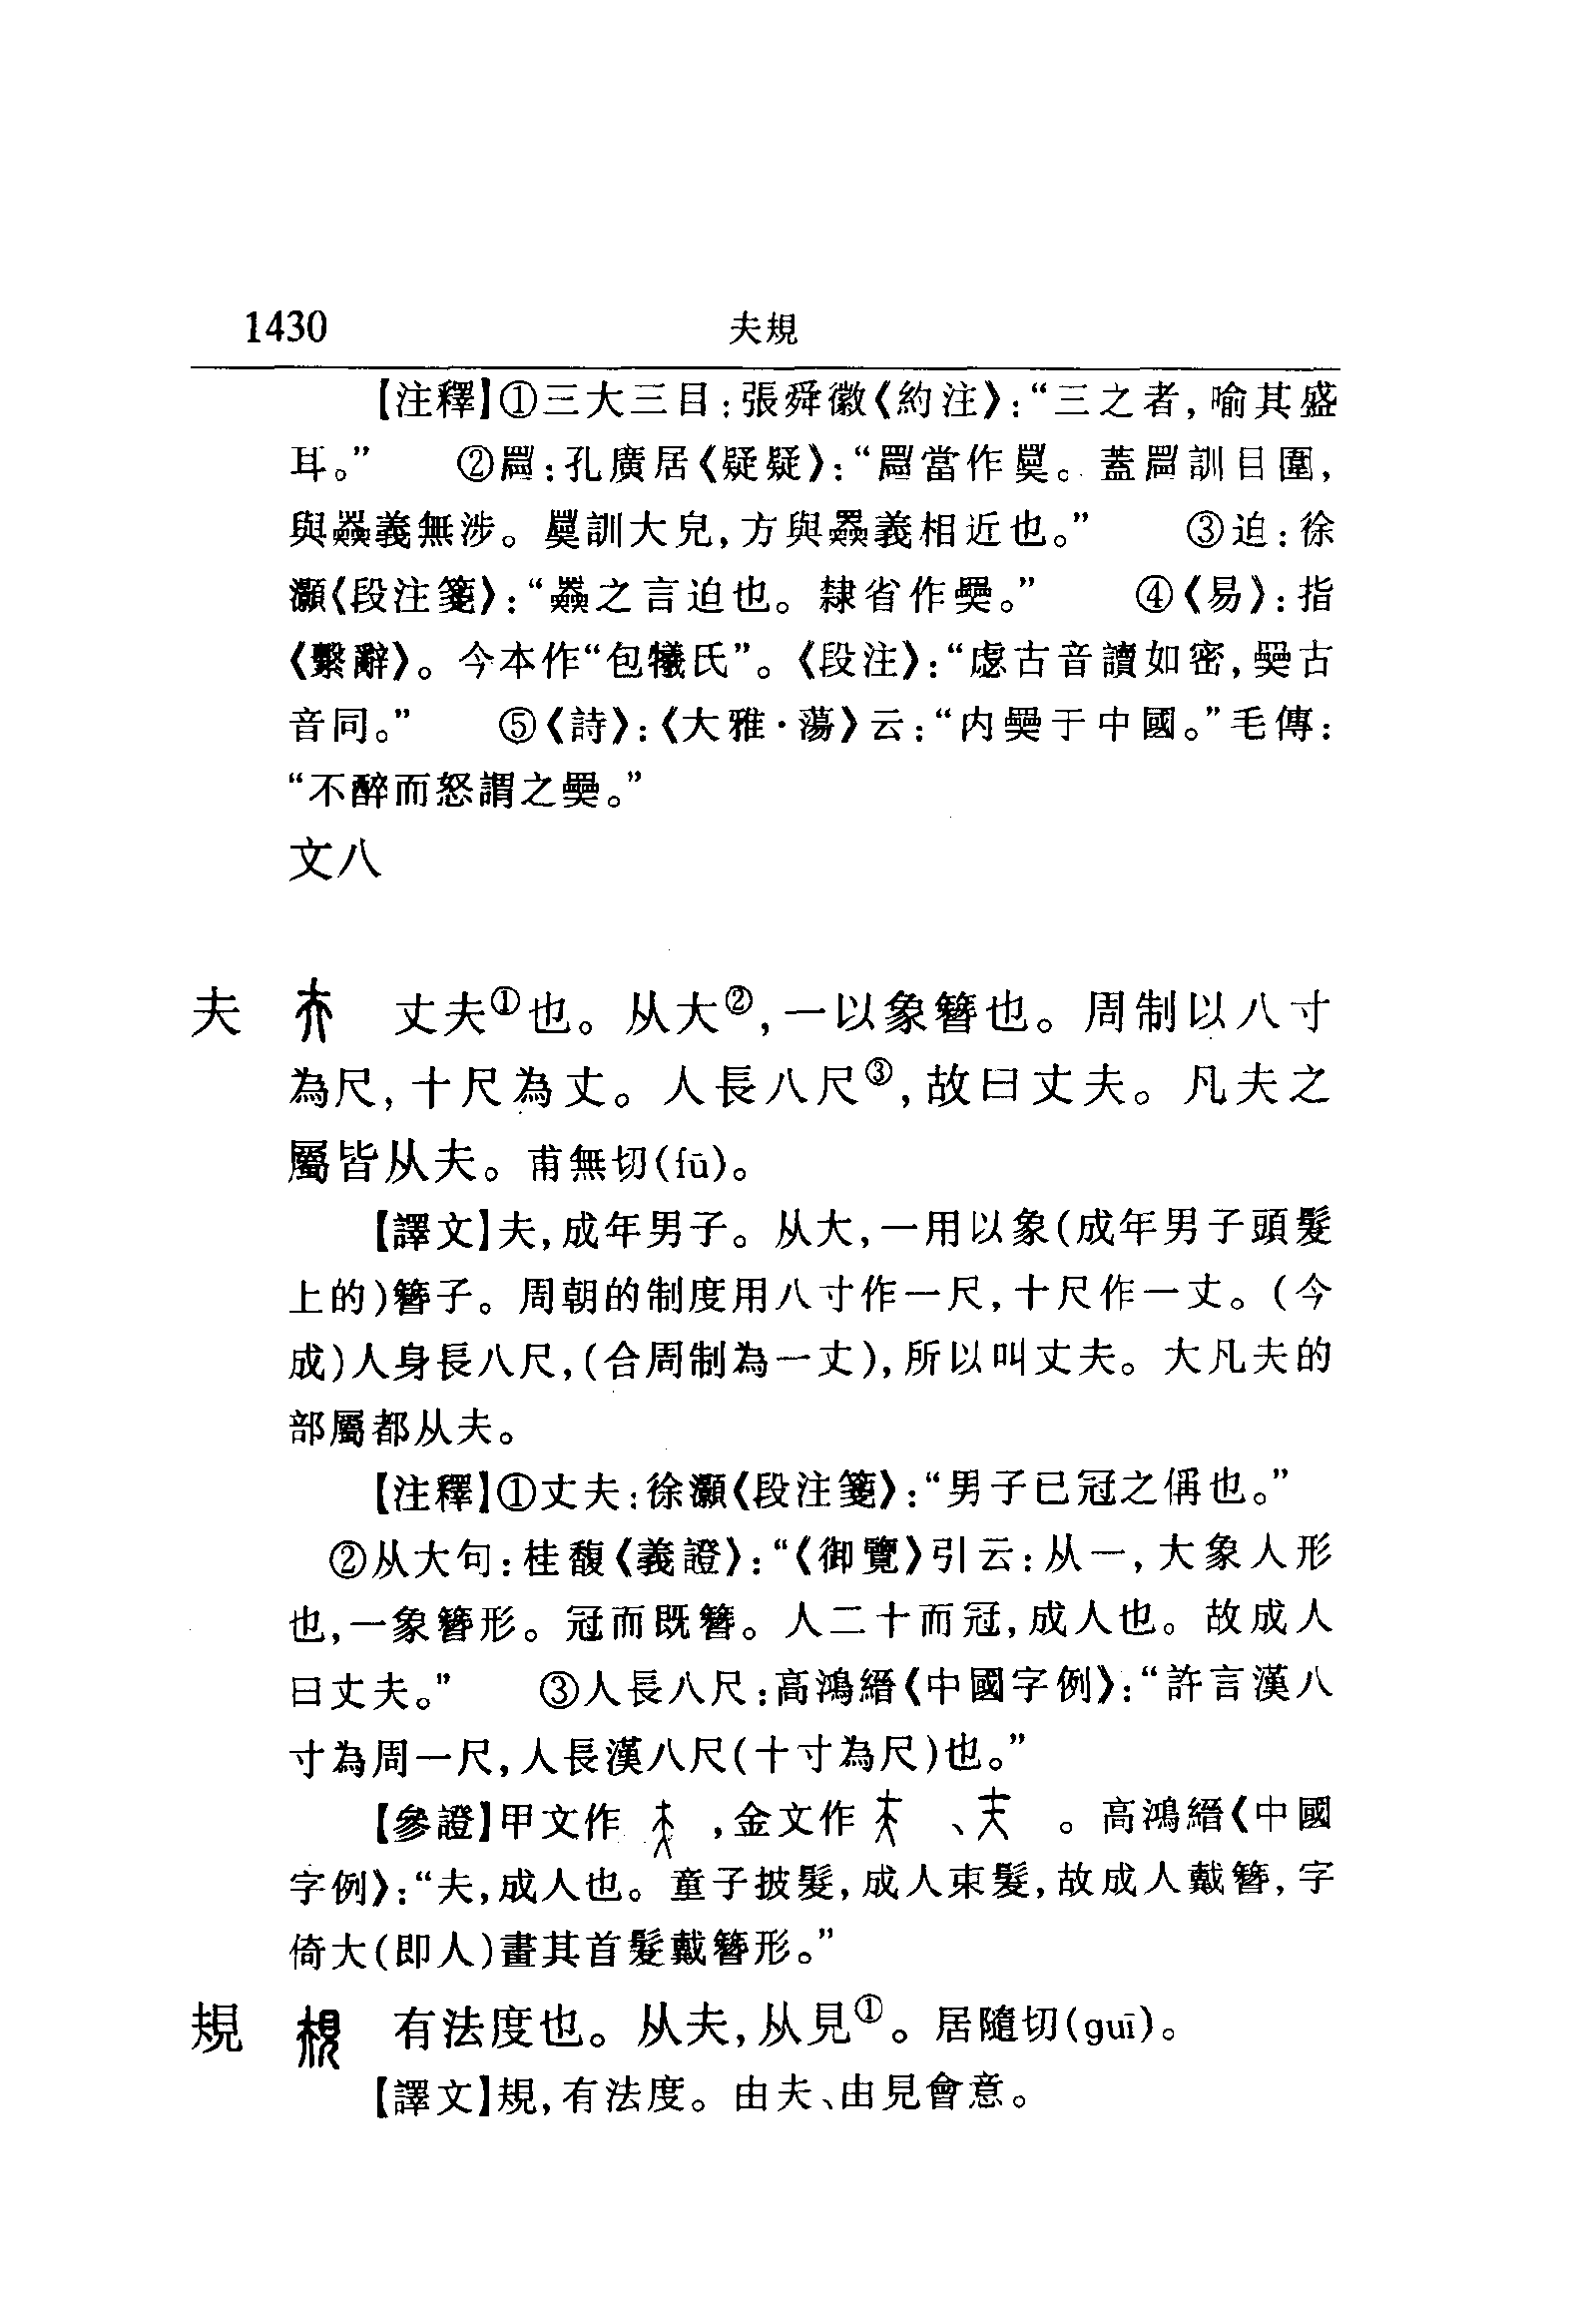 1430 夫規
【注釋】①三大三目：張舜徽《約注》：“三之者，喻其盛
耳。” ②𡇂：孔廣居《疑疑》：“當作奰。蓋訓目圍，
與義無涉。訓大皃，方與義相近也。” ③迫：徐
灝《段注箋》：“之言迫也。隸省作奰。” ④《易》：指
《繫辭》。今本作“包犧氏”。《段注》：“虙古音讀如密，奰古
音同。” ⑤《詩》：《大雅·蕩》云：“内奰于中國。”毛傳：
“不醉而怒謂之奰。”
文八
夫 丈夫①也。从大②，一以象簪也。周制以八寸
為尺，十尺為丈。人長八尺③，故曰丈夫。凡夫之
屬皆从夫。甫無切(fū)。
【譯文】夫，成年男子。从大，一用以象(成年男子頭髮
上的)簪子。周朝的制度用八寸作一尺，十尺作一丈。(今
成)人身長八尺，(合周制為一丈)，所以叫丈夫。大凡夫的
部屬都从夫。
【注釋】①丈夫：徐灝《段注箋》：“男子已冠之偁也。”
②从大句：桂馥《義證》：“《御覽》引云：从一，大象人形
也，一象簪形。冠而既簪。人二十而冠，成人也。故成人
曰丈夫。” ③人長八尺：高鴻縉《中國字例》：“許言漢八
寸為周一尺，人長漢八尺(十寸為尺)也。”
【參證】甲文作 ，金文作 、 。高鴻縉《中國
字例》：“夫，成人也。童子披髮，成人束髮，故成人戴簪，字
倚大(即人)畫其首髮戴簪形。”
規 有法度也。从夫，从見①。居隨切(guī)。
【譯文】規，有法度。由夫、由見會意。